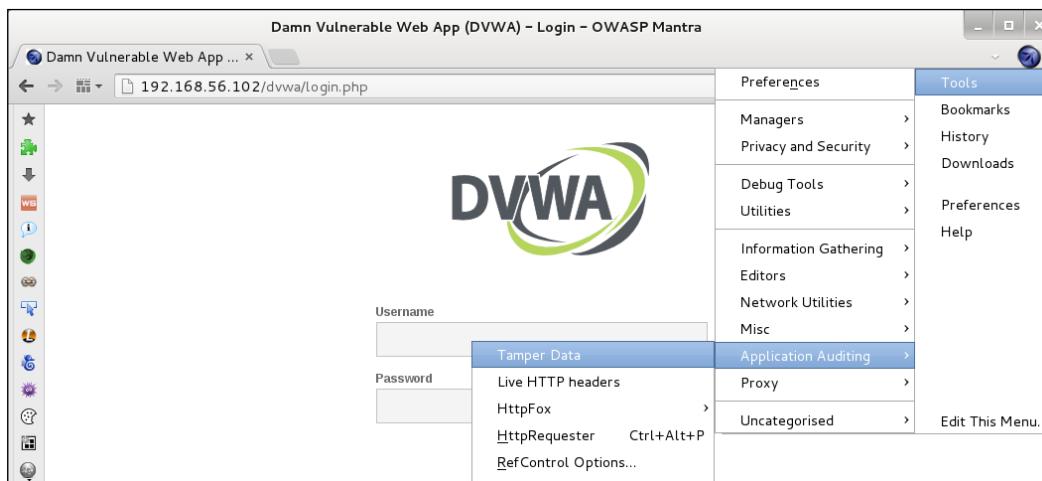 Damn Vulnerable Web App (DVWA) - Login - OWASP Mantra
Damn Vulnerable Web App ... ×
192.168.56.102/dvwa/login.php
WS
DVWA
Username
Password
Preferences
Managers
Privacy and Security
Debug Tools
Utilities
Information Gathering
Editors
Network Utilities
Misc
Application Auditing
Proxy
Uncategorised
Tools
Bookmarks
History
Downloads
Preferences
Help
Edit This Menu.
Tamper Data
Live HTTP headers
HttpFox
HttpRequester Ctrl+Alt+P
RefControl Options...